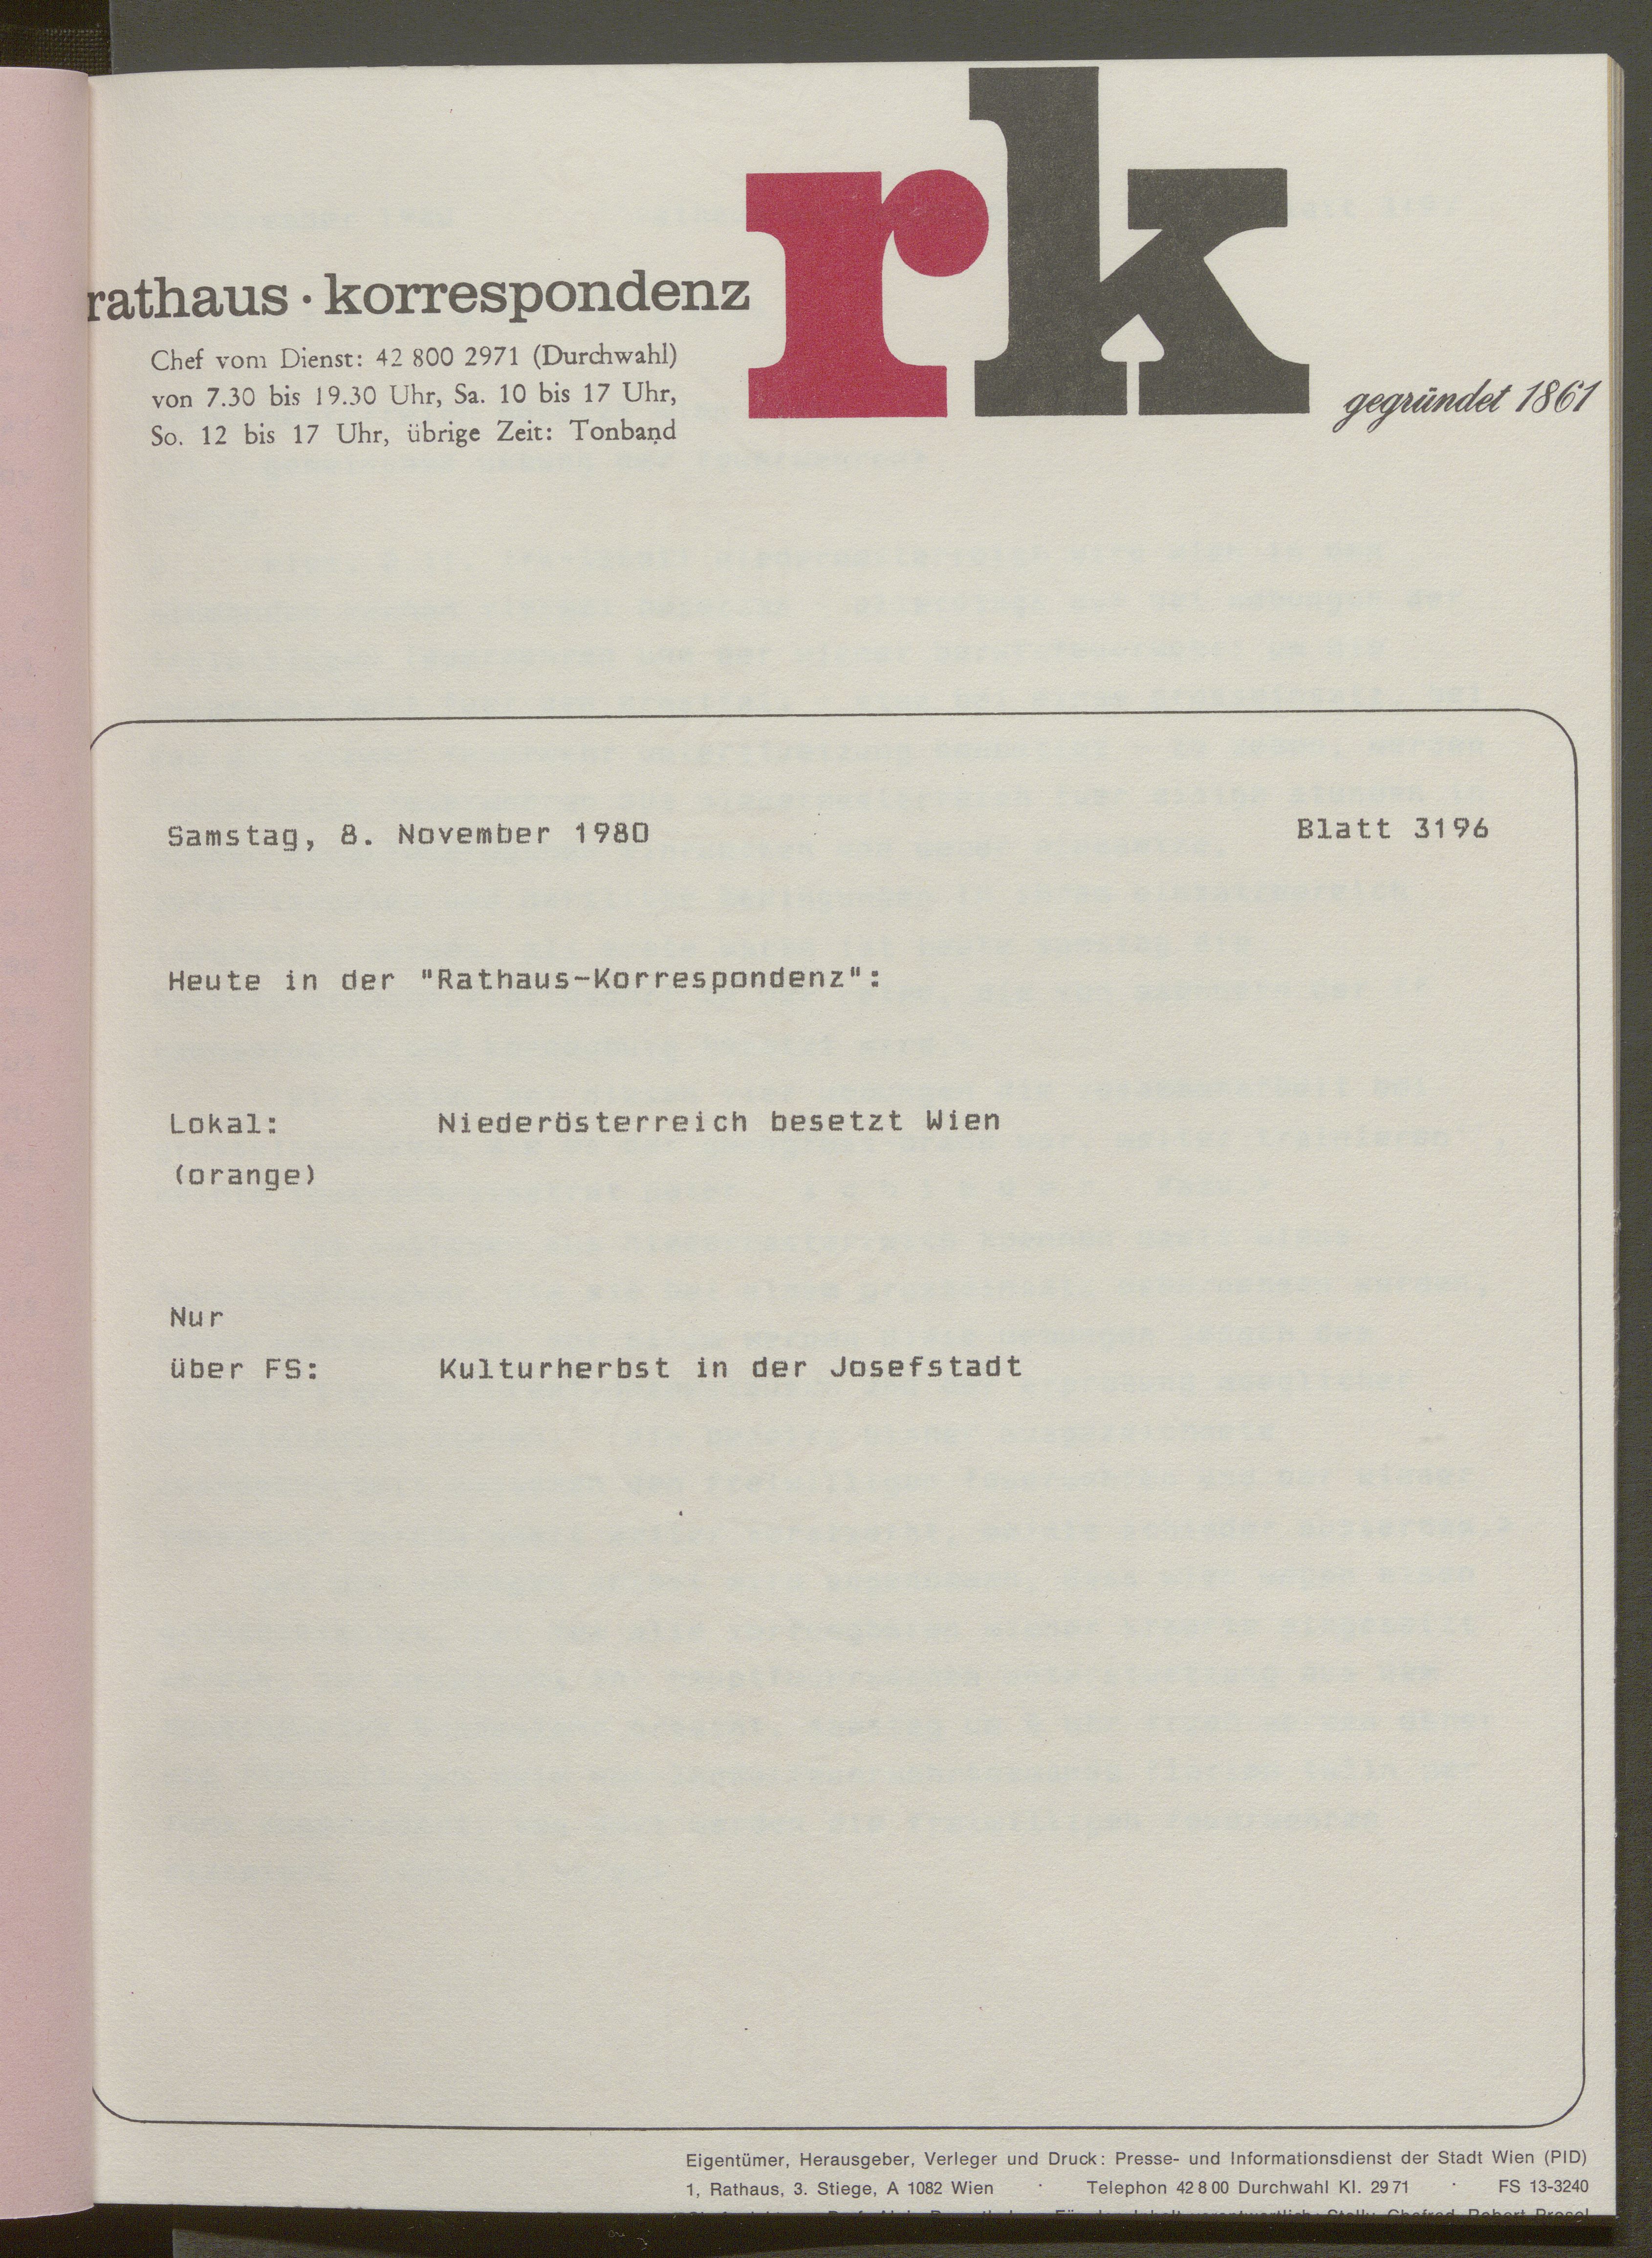 rk
rathaus · korrespondenz
Chef vom Dienst: 42 800 2971 (Durchwahl)
von 7.30 bis 19.30 Uhr, Sa. 10 bis 17 Uhr,
So. 12 bis 17 Uhr, übrige Zeit: Tonband
gegründet 1861
Samstag, 8. November 1980 Blatt 3196
Heute in der "Rathaus-Korrespondenz":
Lokal: Niederösterreich besetzt Wien
(orange)
Nur
über FS: Kulturherbst in der Josefstadt
Eigentümer, Herausgeber, Verleger und Druck: Presse- und Informationsdienst der Stadt Wien (PID)
1, Rathaus, 3. Stiege, A 1082 Wien · Telephon 42 8 00 Durchwahl Kl. 29 71 · FS 13-3240